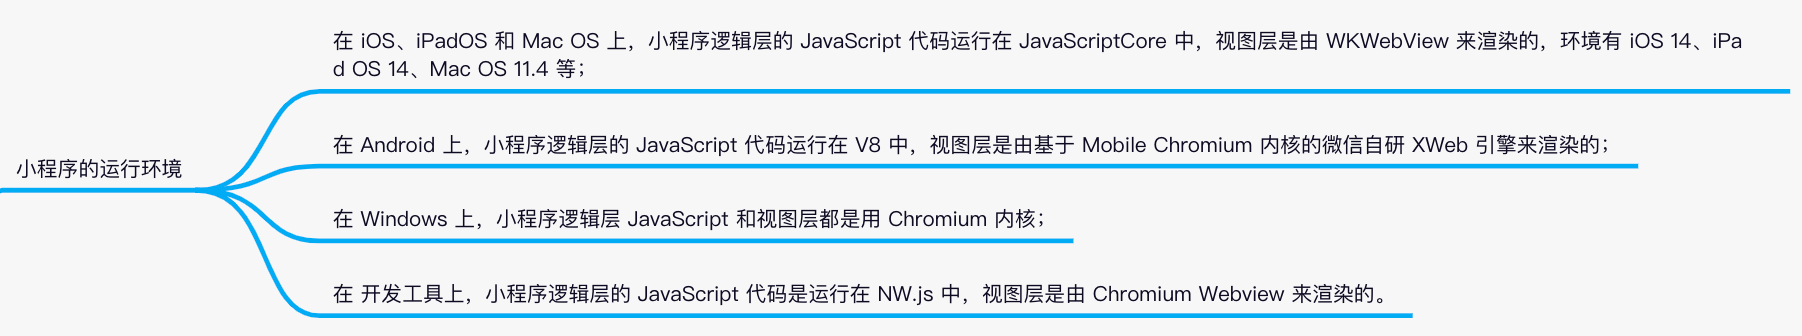 小程序的运行环境
在 iOS、iPadOS 和 Mac OS 上，小程序逻辑层的 JavaScript 代码运行在 JavaScriptCore 中，视图层是由 WKWebView 来渲染的，环境有 iOS 14、iPa
d OS 14、Mac OS 11.4 等；
在 Android 上，小程序逻辑层的 JavaScript 代码运行在 V8 中，视图层是由基于 Mobile Chromium 内核的微信自研 XWeb 引擎来渲染的；
在 Windows 上，小程序逻辑层 JavaScript 和视图层都是用 Chromium 内核；
在 开发工具上，小程序逻辑层的 JavaScript 代码是运行在 NW.js 中，视图层是由 Chromium Webview 来渲染的。